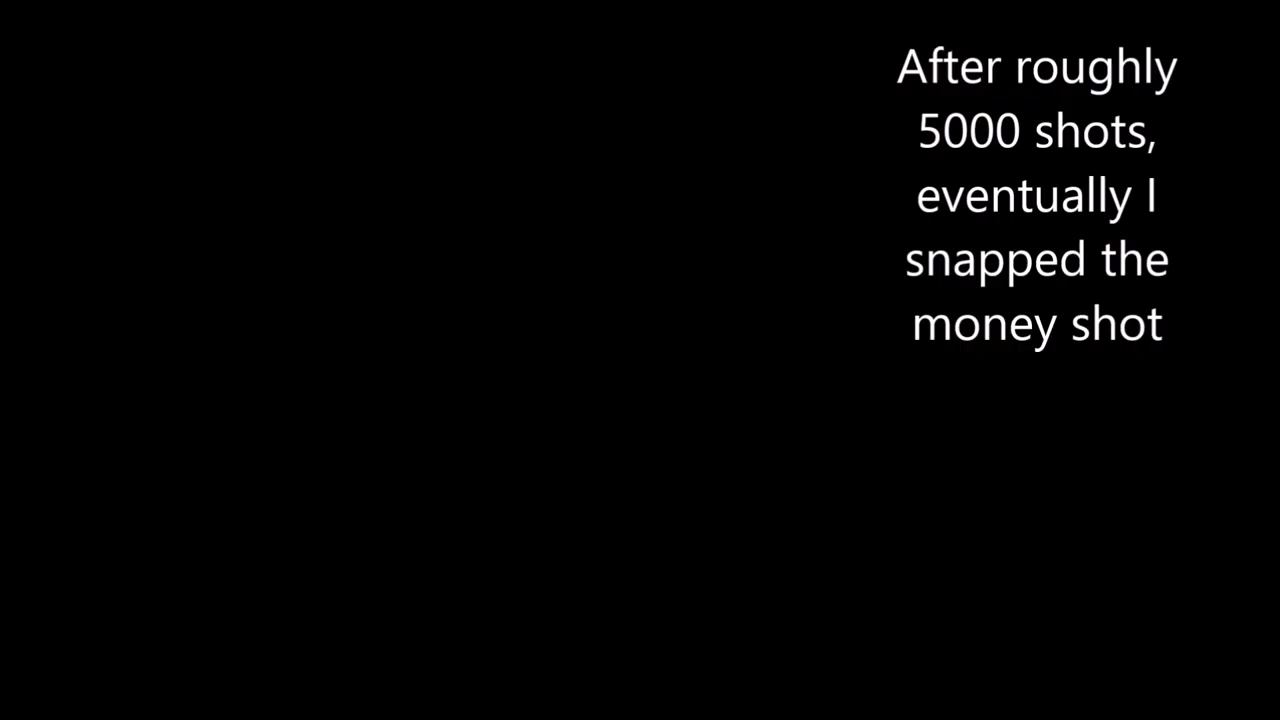 After roughly
5000 shots,
eventually I
snapped the
money shot